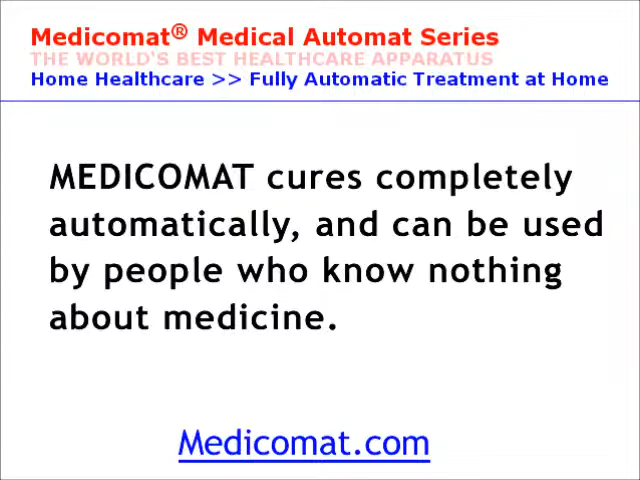 Medicomat® Medical Automat Series
THE WORLD'S BEST HEALTHCARE APPARATUS
Home Healthcare >> Fully Automatic Treatment at Home
MEDICOMAT cures completely
automatically, and can be used
by people who know nothing
about medicine.
Medicomat.com